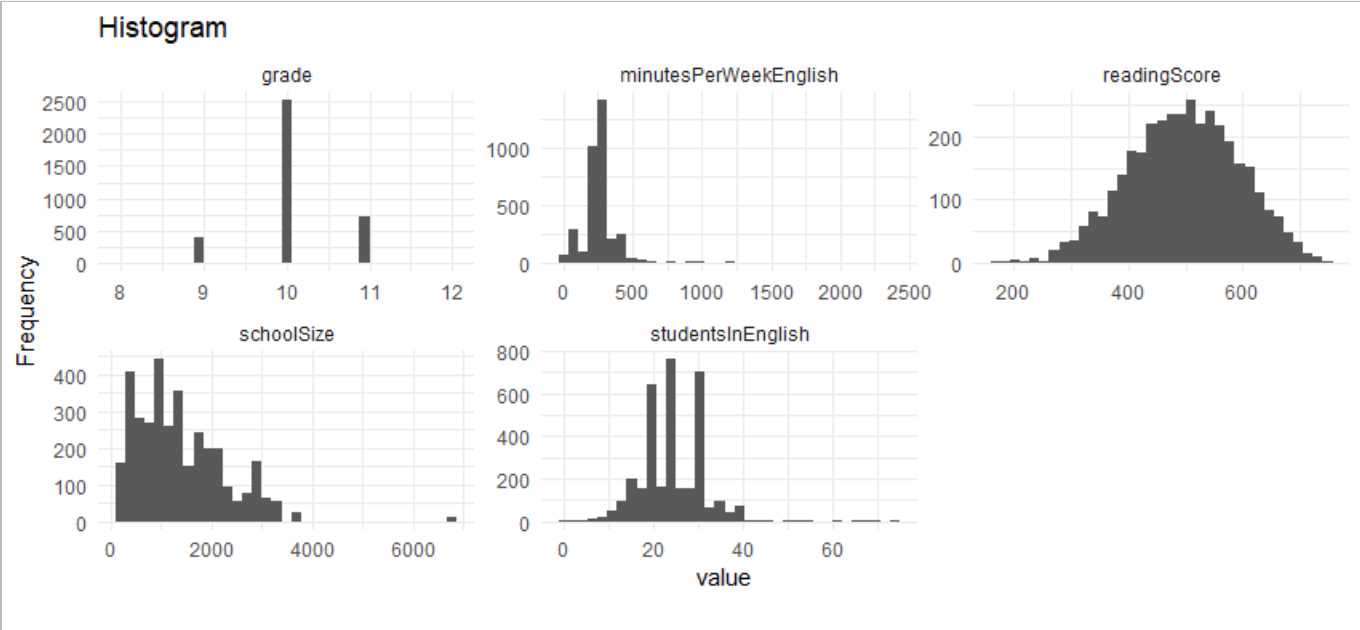 Histogram
grade
2500
2000
1500
1000
500
0
8 9 10 11 12
minutesPerWeekEnglish
1000
500
0
0 500 1000 1500 2000 2500
readingScore
200
100
0
200 400 600
Frequency
schoolSize
400
300
200
100
0
0 2000 4000 6000
studentsInEnglish
800
600
400
200
0
0 20 40 60
value